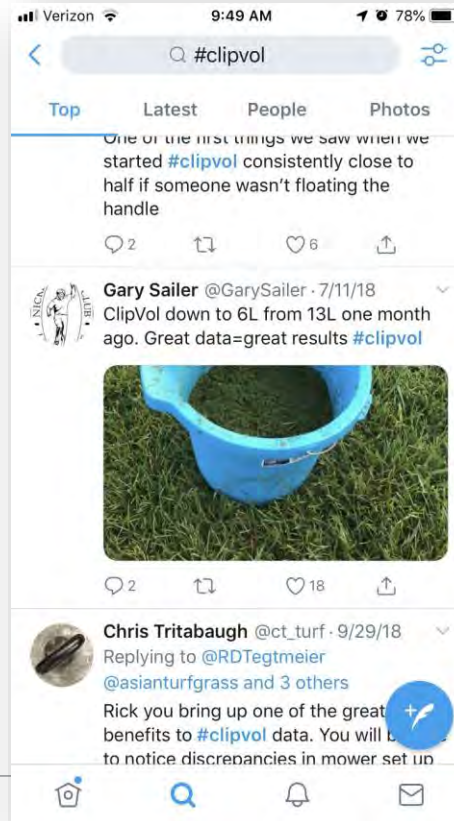 Verizon 9:49 AM 78%
#clipvol
Top Latest People Photos
One of the first things we saw when we
started #clipvol consistently close to
half if someone wasn't floating the
handle
2 6
Gary Sailer @GarySailer · 7/11/18
ClipVol down to 6L from 13L one month
ago. Great data=great results #clipvol
2 18
Chris Tritabaugh @ct_turf · 9/29/18
Replying to @RDTegtmeier
@asianturfgrass and 3 others
Rick you bring up one of the great
benefits to #clipvol data. You will
to notice discrepancies in mower set up